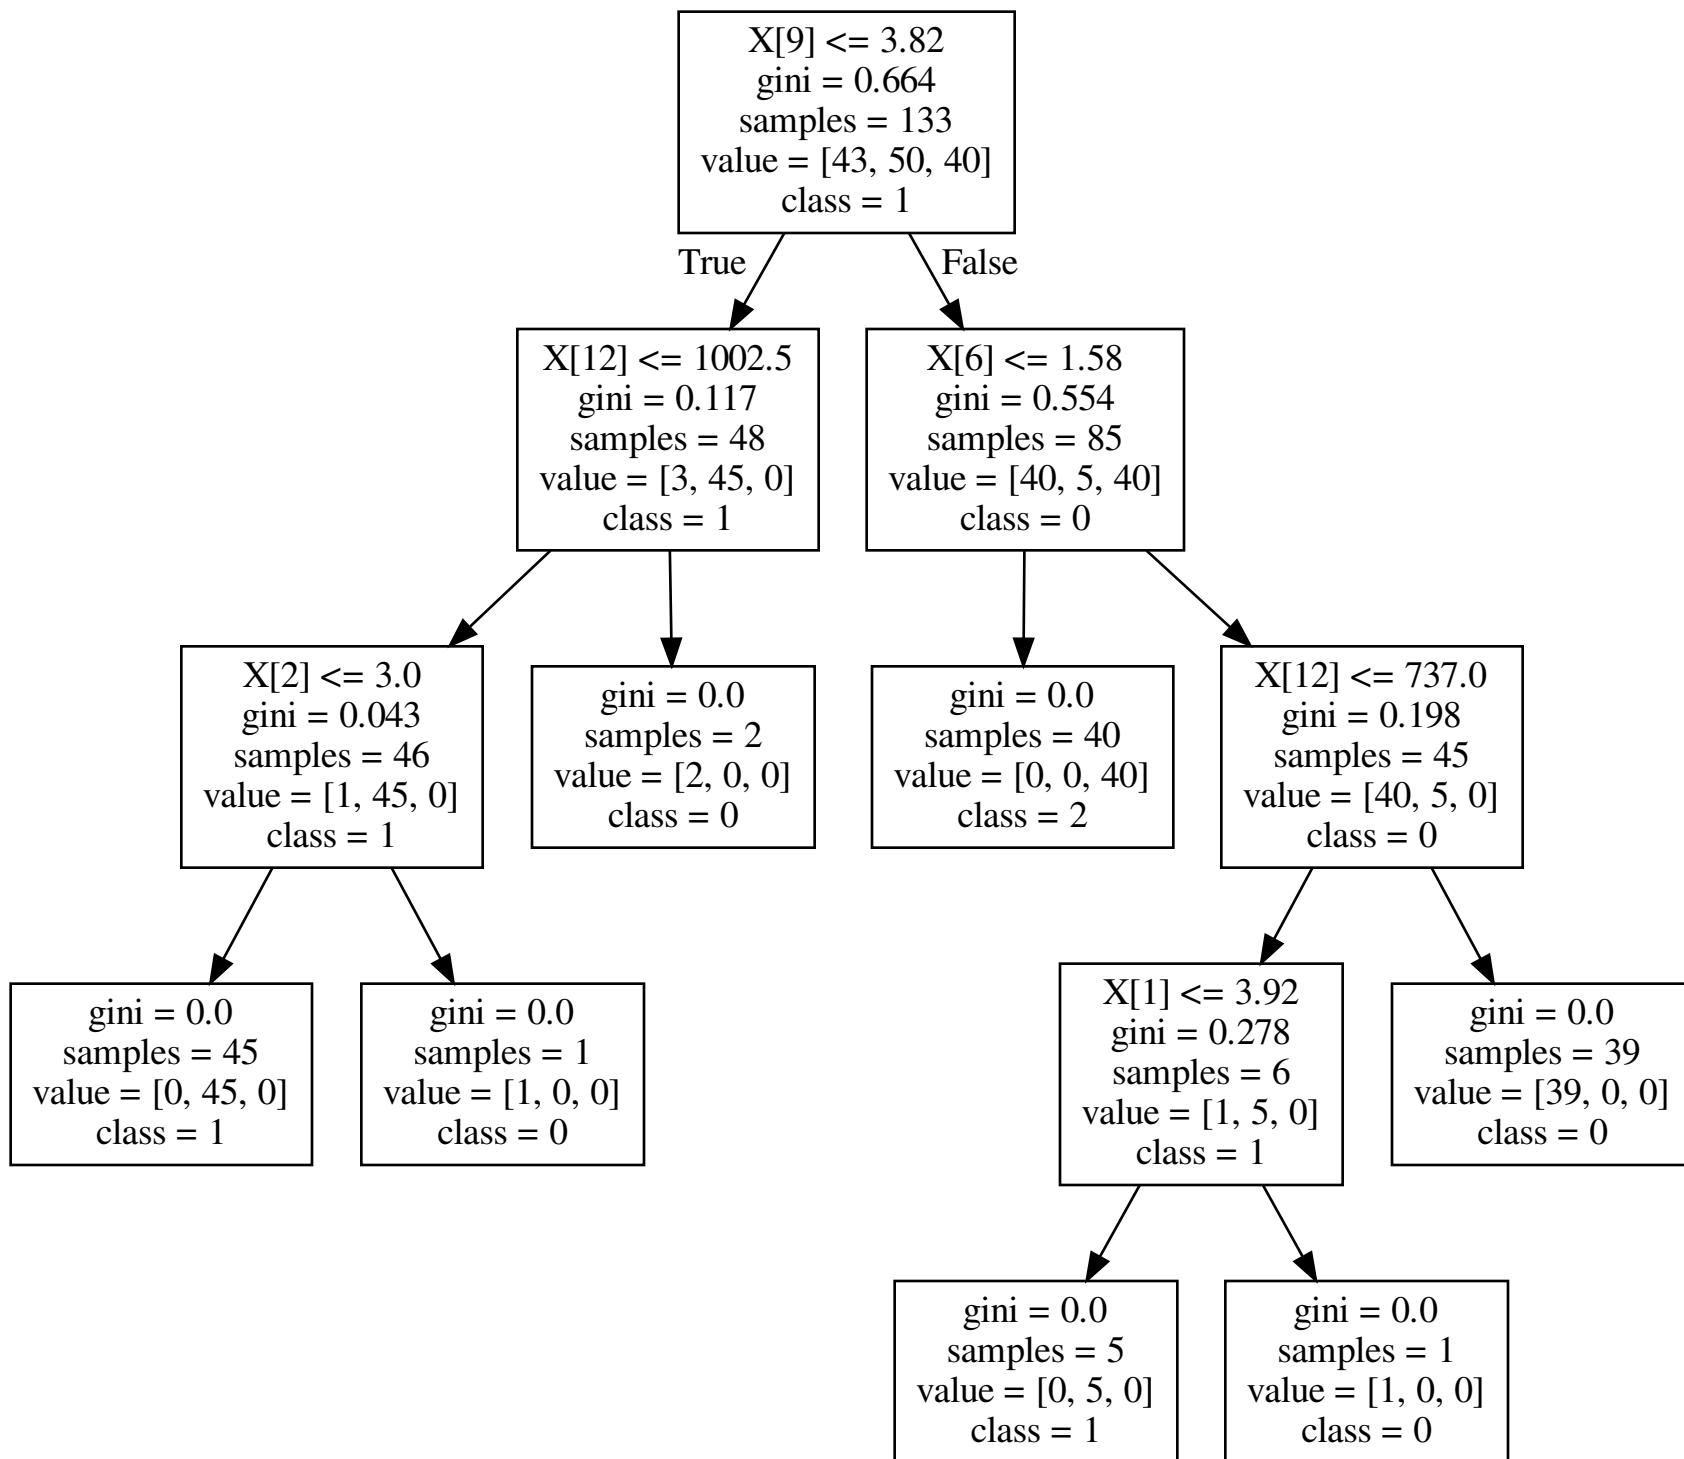 X[9] <= 3.82
gini = 0.664
samples = 133
value = [43, 50, 40]
class = 1
True
False
X[12] <= 1002.5
gini = 0.117
samples = 48
value = [3, 45, 0]
class = 1
X[6] <= 1.58
gini = 0.554
samples = 85
value = [40, 5, 40]
class = 0
X[2] <= 3.0
gini = 0.043
samples = 46
value = [1, 45, 0]
class = 1
gini = 0.0
samples = 2
value = [2, 0, 0]
class = 0
gini = 0.0
samples = 40
value = [0, 0, 40]
class = 2
X[12] <= 737.0
gini = 0.198
samples = 45
value = [40, 5, 0]
class = 0
gini = 0.0
samples = 45
value = [0, 45, 0]
class = 1
gini = 0.0
samples = 1
value = [1, 0, 0]
class = 0
X[1] <= 3.92
gini = 0.278
samples = 6
value = [1, 5, 0]
class = 1
gini = 0.0
samples = 39
value = [39, 0, 0]
class = 0
gini = 0.0
samples = 5
value = [0, 5, 0]
class = 1
gini = 0.0
samples = 1
value = [1, 0, 0]
class = 0